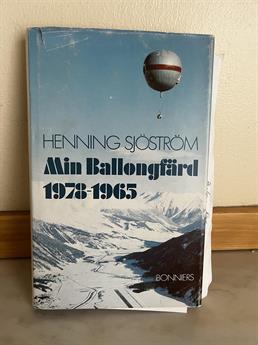 HENNING SJÖSTRÖM
Min Ballongfärd
1978-1965
BONNIERS